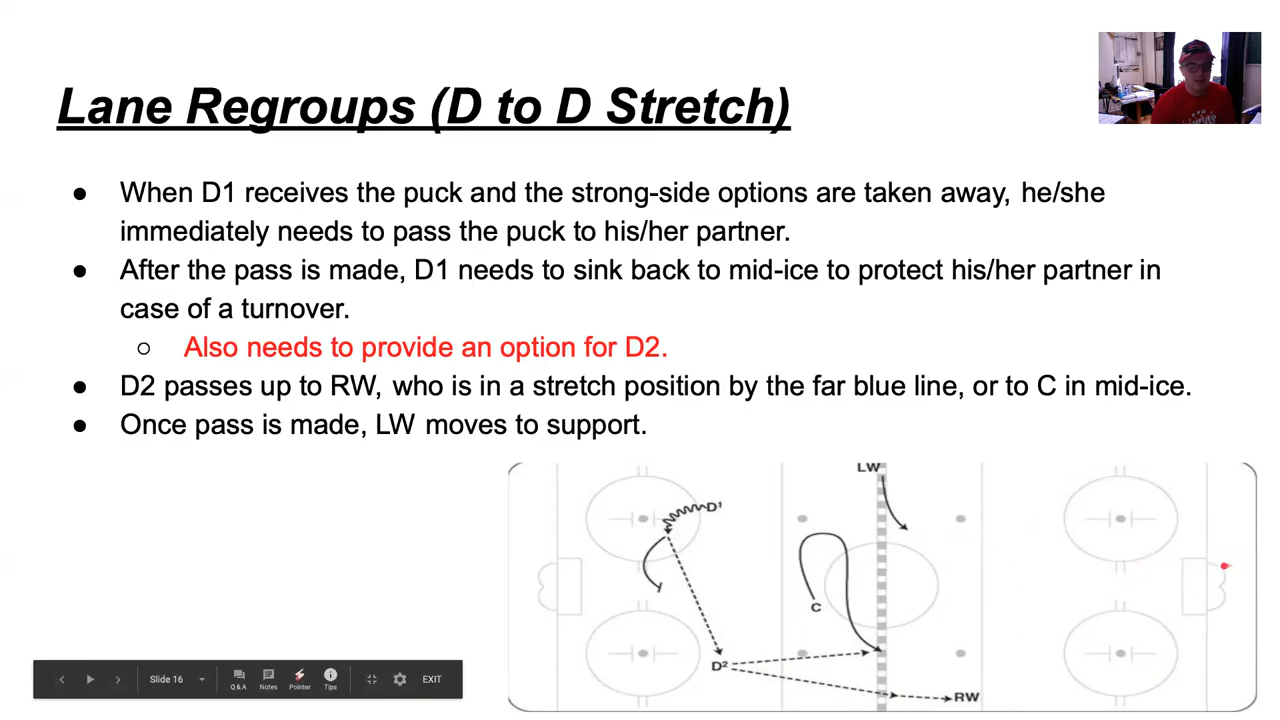 Lane Regroups (D to D Stretch)
● When D1 receives the puck and the strong-side options are taken away, he/she
immediately needs to pass the puck to his/her partner.
● After the pass is made, D1 needs to sink back to mid-ice to protect his/her partner in
case of a turnover.
○ Also needs to provide an option for D2.
● D2 passes up to RW, who is in a stretch position by the far blue line, or to C in mid-ice.
● Once pass is made, LW moves to support.
LW
D¹
C
D²
RW
Slide 16
Q&A
Notes
Pointer
Tips
EXIT